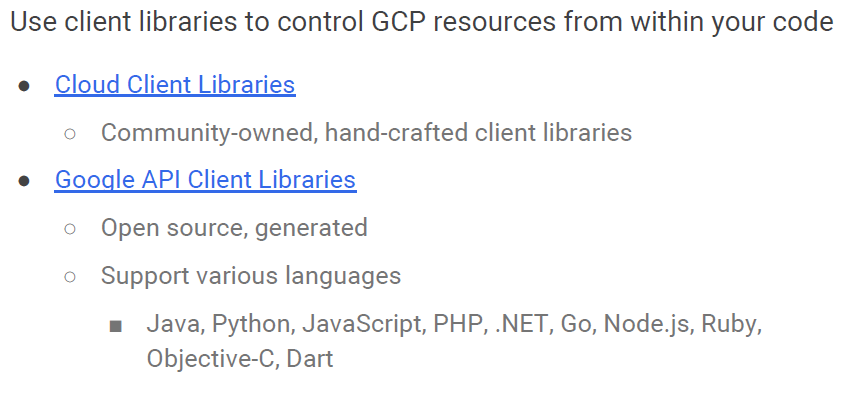 Use client libraries to control GCP resources from within your code
● Cloud Client Libraries
○ Community-owned, hand-crafted client libraries
● Google API Client Libraries
○ Open source, generated
○ Support various languages
■ Java, Python, JavaScript, PHP, .NET, Go, Node.js, Ruby,
Objective-C, Dart